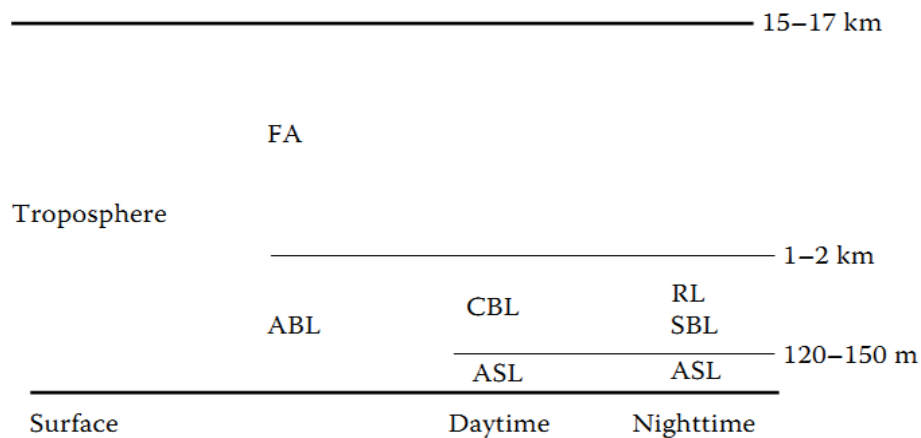 15–17 km
FA
Troposphere
1–2 km
ABL
CBL
RL
SBL
120–150 m
ASL
ASL
Surface
Daytime
Nighttime